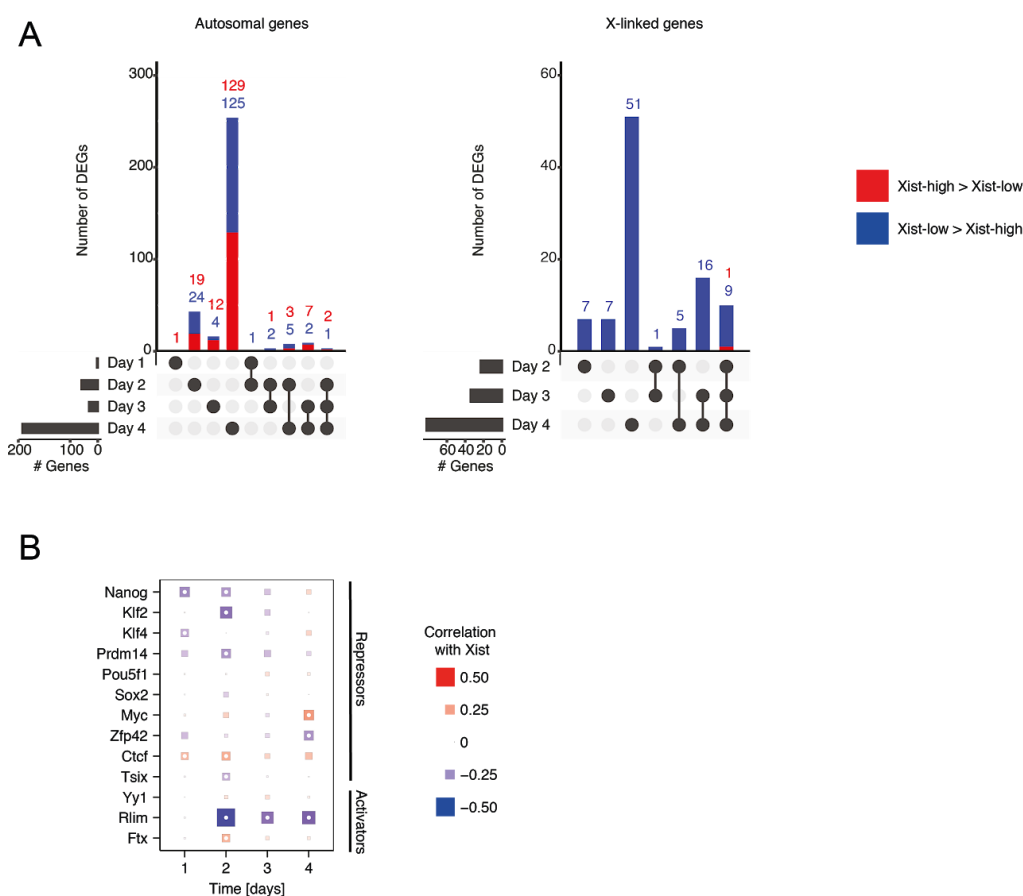 A
Autosomal genes
X-linked genes
Number of DEGs
300
200
100
0
129
125
19
24
12
4
1
1
1
2
3
5
7
2
2
1
Day 1
Day 2
Day 3
Day 4
200 100 0
# Genes
Number of DEGs
60
40
20
0
7
7
51
1
5
16
1
9
Day 2
Day 3
Day 4
60 40 20 0
# Genes
Xist-high > Xist-low
Xist-low > Xist-high
B
Nanog
Klf2
Klf4
Prdm14
Pou5f1
Sox2
Myc
Zfp42
Ctcf
Tsix
Yy1
Rlim
Ftx
Repressors
Activators
1 2 3 4
Time [days]
Correlation
with Xist
0.50
0.25
0
−0.25
−0.50